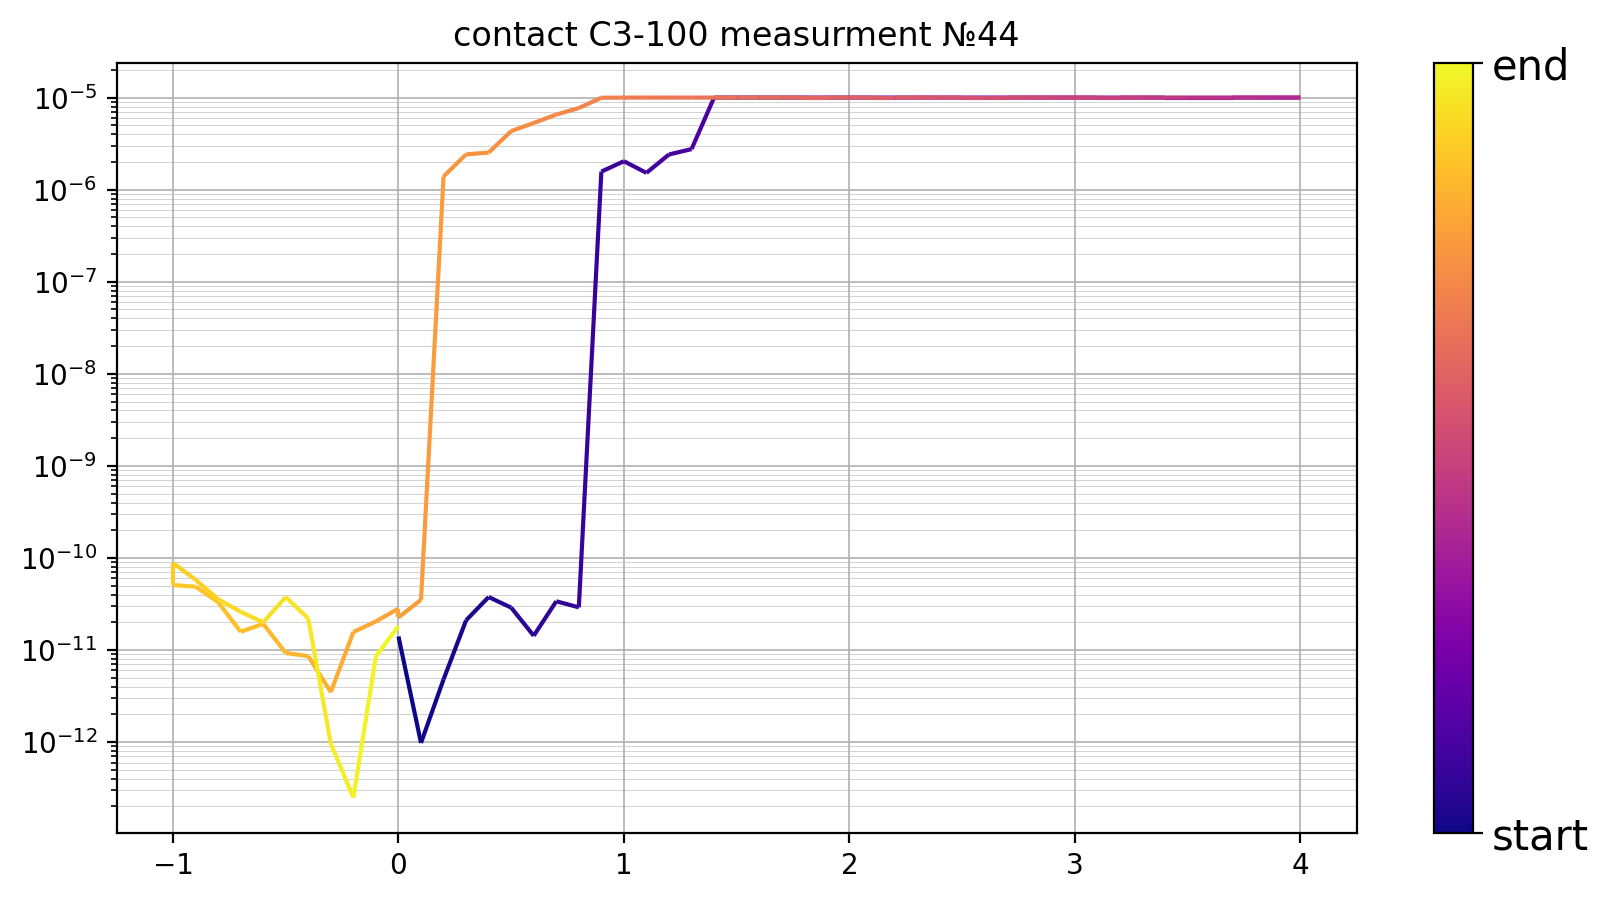 contact C3-100 measurment №44
10⁻⁵
10⁻⁶
10⁻⁷
10⁻⁸
10⁻⁹
10⁻¹⁰
10⁻¹¹
10⁻¹²
−1 0 1 2 3 4
end
start